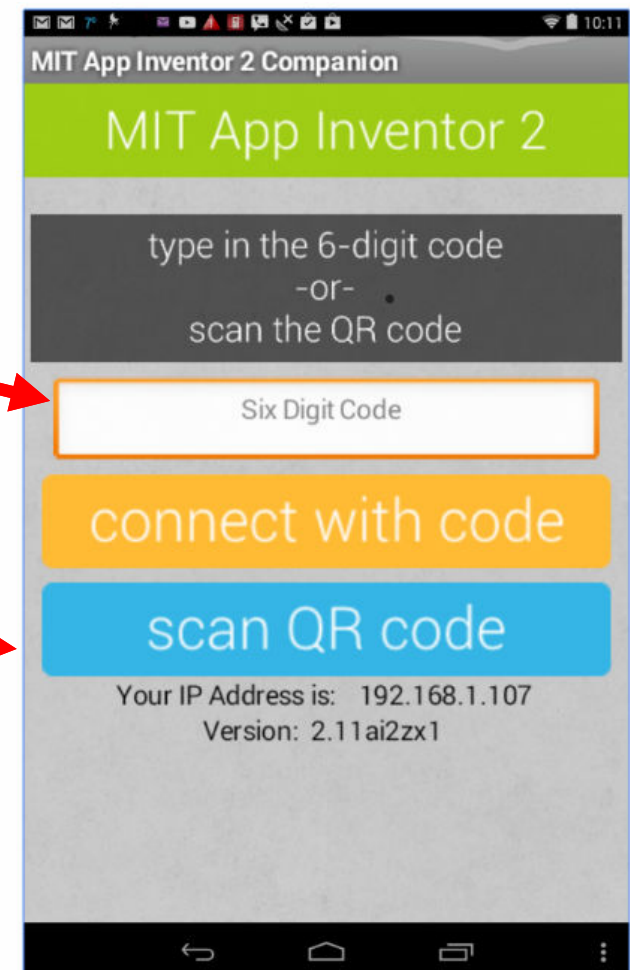 7° 10:11
MIT App Inventor 2 Companion
MIT App Inventor 2
type in the 6-digit code
-or-
scan the QR code
Six Digit Code
connect with code
scan QR code
Your IP Address is: 192.168.1.107
Version: 2.11ai2zx1